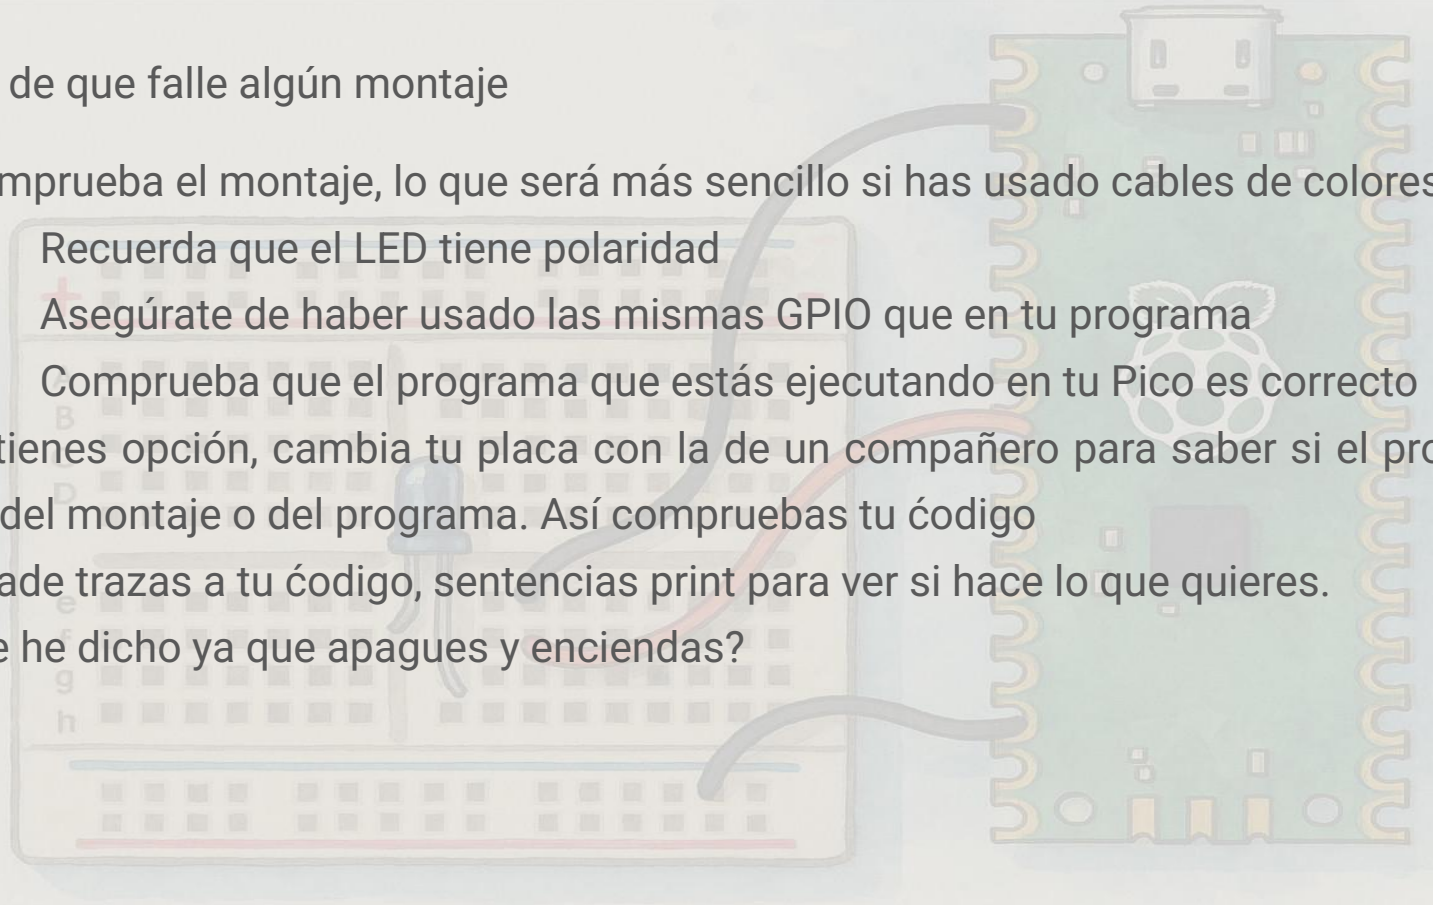 de que falle algún montaje
mprueba el montaje, lo que será más sencillo si has usado cables de colores
Recuerda que el LED tiene polaridad
Asegúrate de haber usado las mismas GPIO que en tu programa
Comprueba que el programa que estás ejecutando en tu Pico es correcto
tienes opción, cambia tu placa con la de un compañero para saber si el pro
del montaje o del programa. Así compruebas tu ćodigo
ade trazas a tu ćodigo, sentencias print para ver si hace lo que quieres.
e he dicho ya que apagues y enciendas?
B
D
e
f
g
h